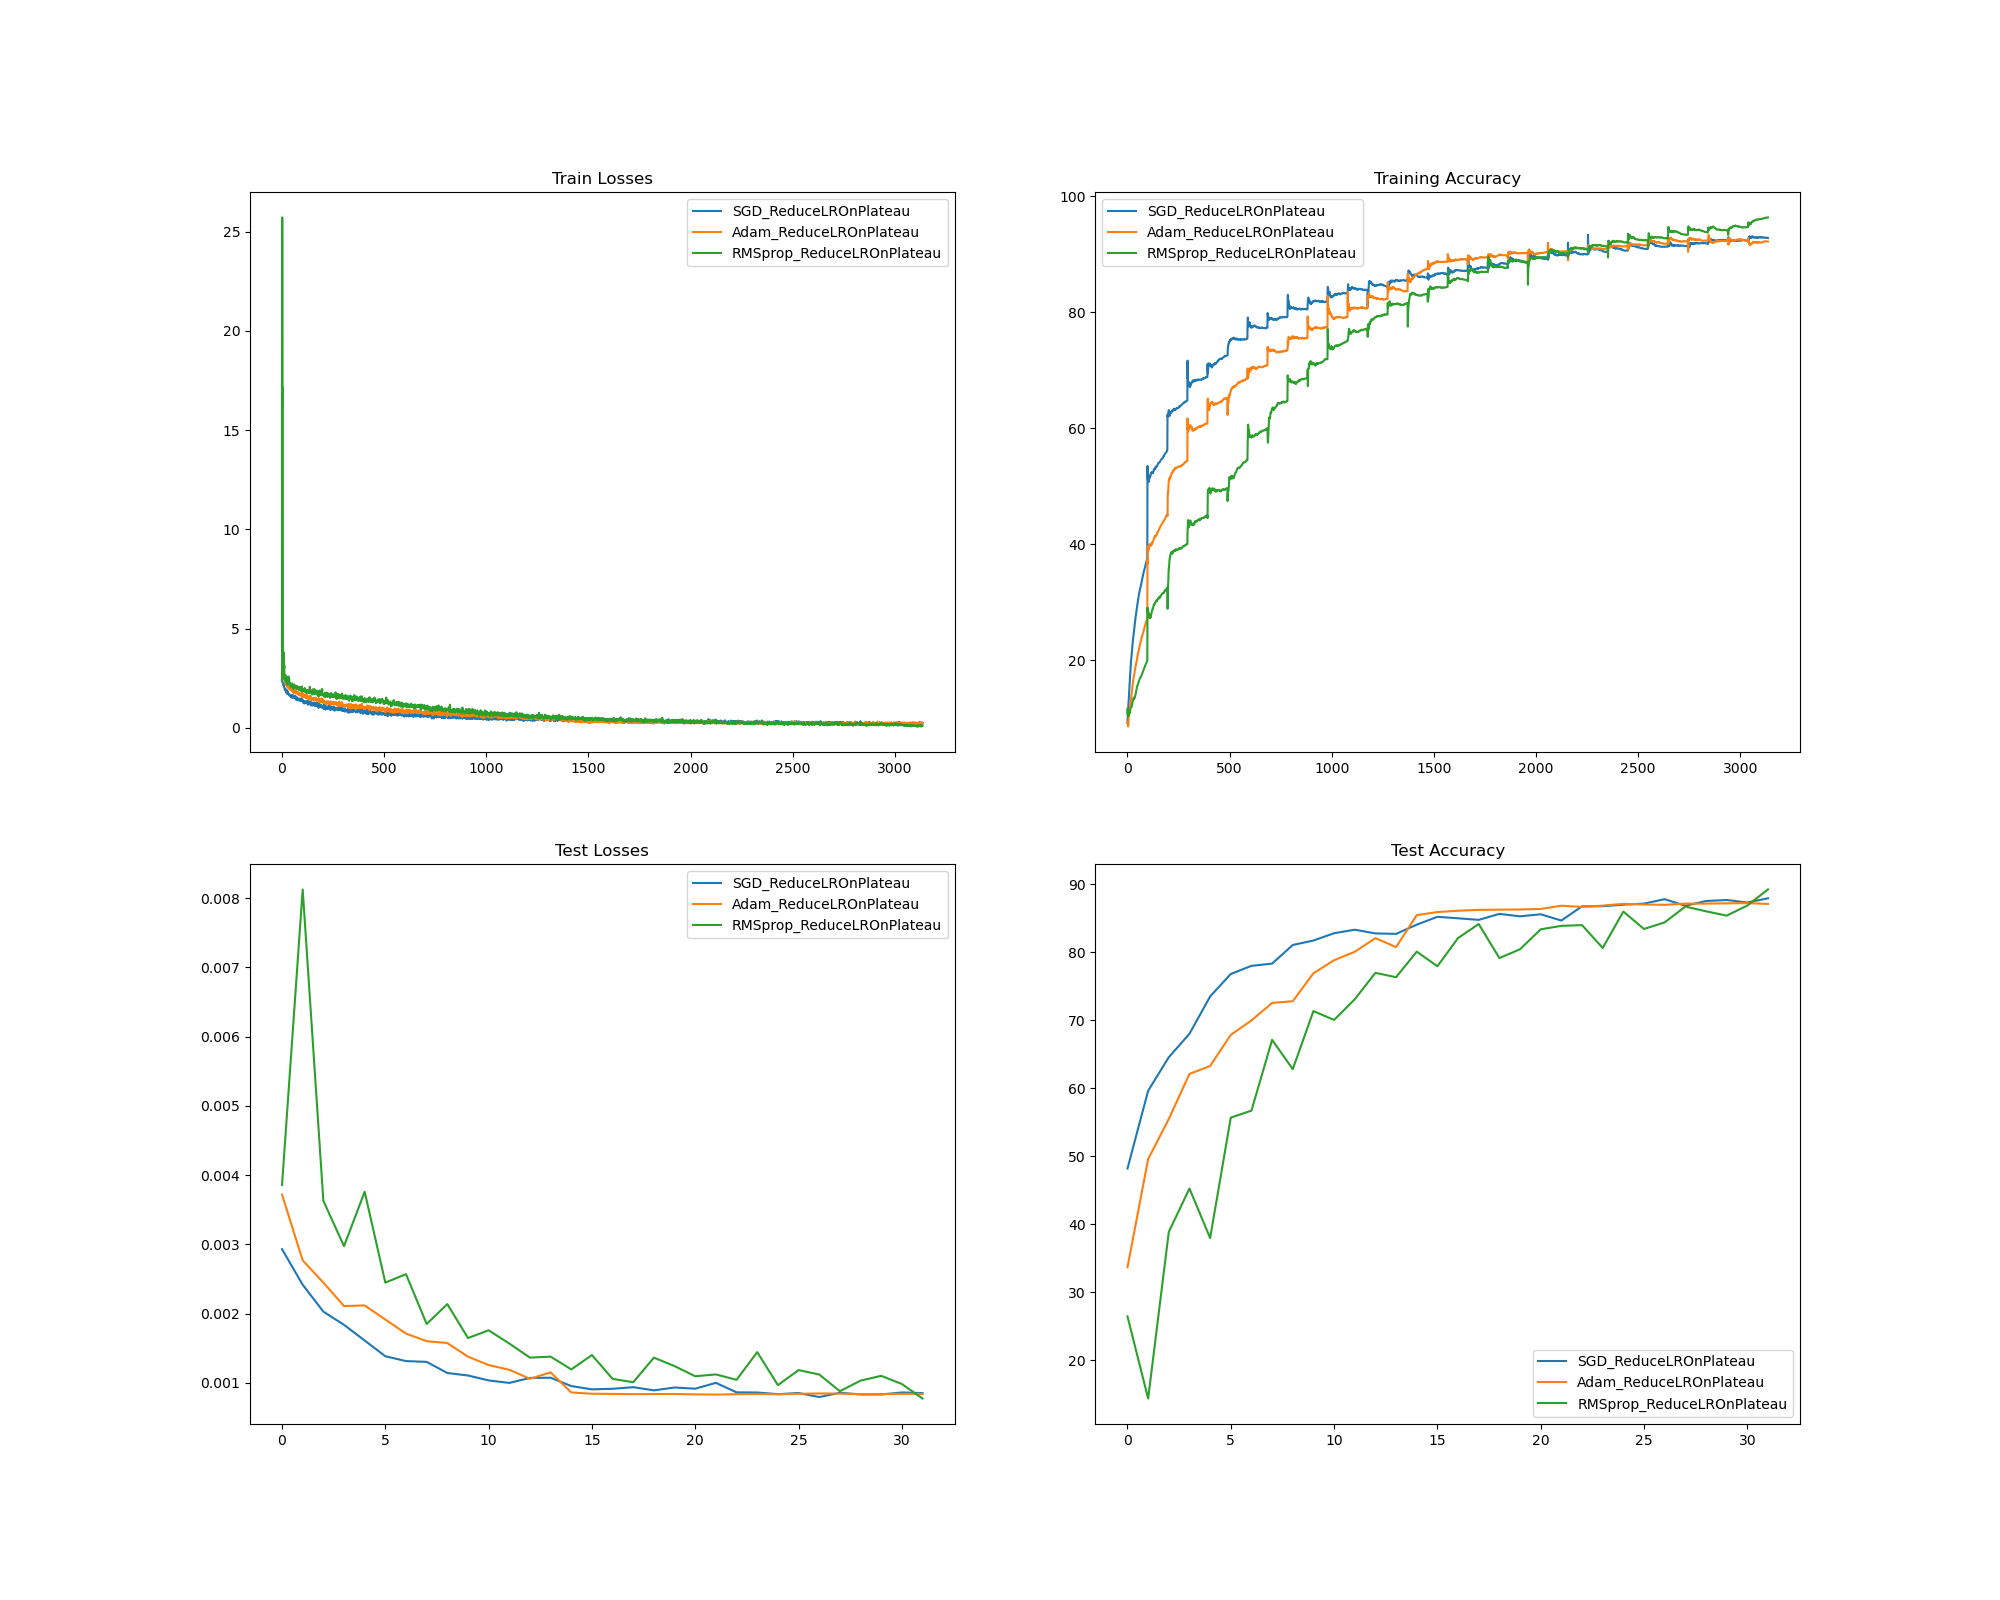 Train Losses
SGD_ReduceLROnPlateau
Adam_ReduceLROnPlateau
RMSprop_ReduceLROnPlateau
25
20
15
10
5
0
0 500 1000 1500 2000 2500 3000
Training Accuracy
SGD_ReduceLROnPlateau
Adam_ReduceLROnPlateau
RMSprop_ReduceLROnPlateau
100
80
60
40
20
0 500 1000 1500 2000 2500 3000
Test Losses
SGD_ReduceLROnPlateau
Adam_ReduceLROnPlateau
RMSprop_ReduceLROnPlateau
0.008
0.007
0.006
0.005
0.004
0.003
0.002
0.001
0 5 10 15 20 25 30
Test Accuracy
90
80
70
60
50
40
30
20
SGD_ReduceLROnPlateau
Adam_ReduceLROnPlateau
RMSprop_ReduceLROnPlateau
0 5 10 15 20 25 30